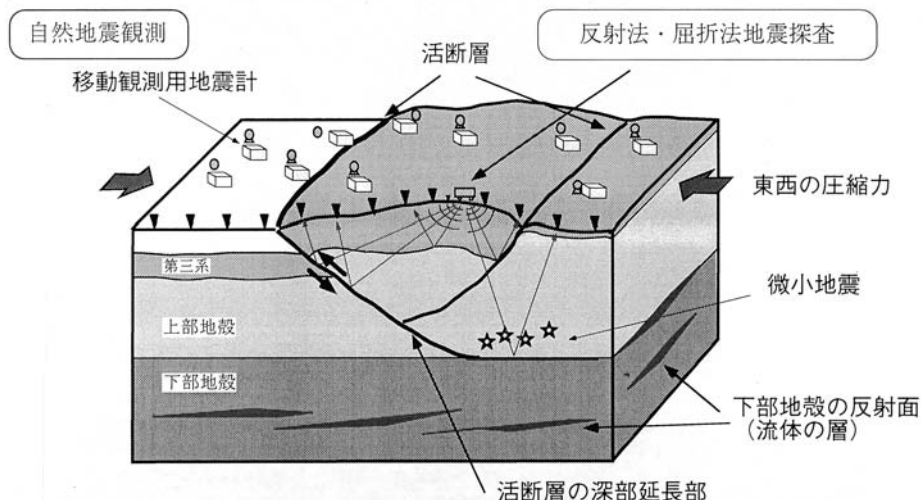 自然地震観測
反射法・屈折法地震探査
活断層
移動観測用地震計
東西の圧縮力
第三系
微小地震
上部地殻
下部地殻
下部地殻の反射面
（流体の層）
活断層の深部延長部